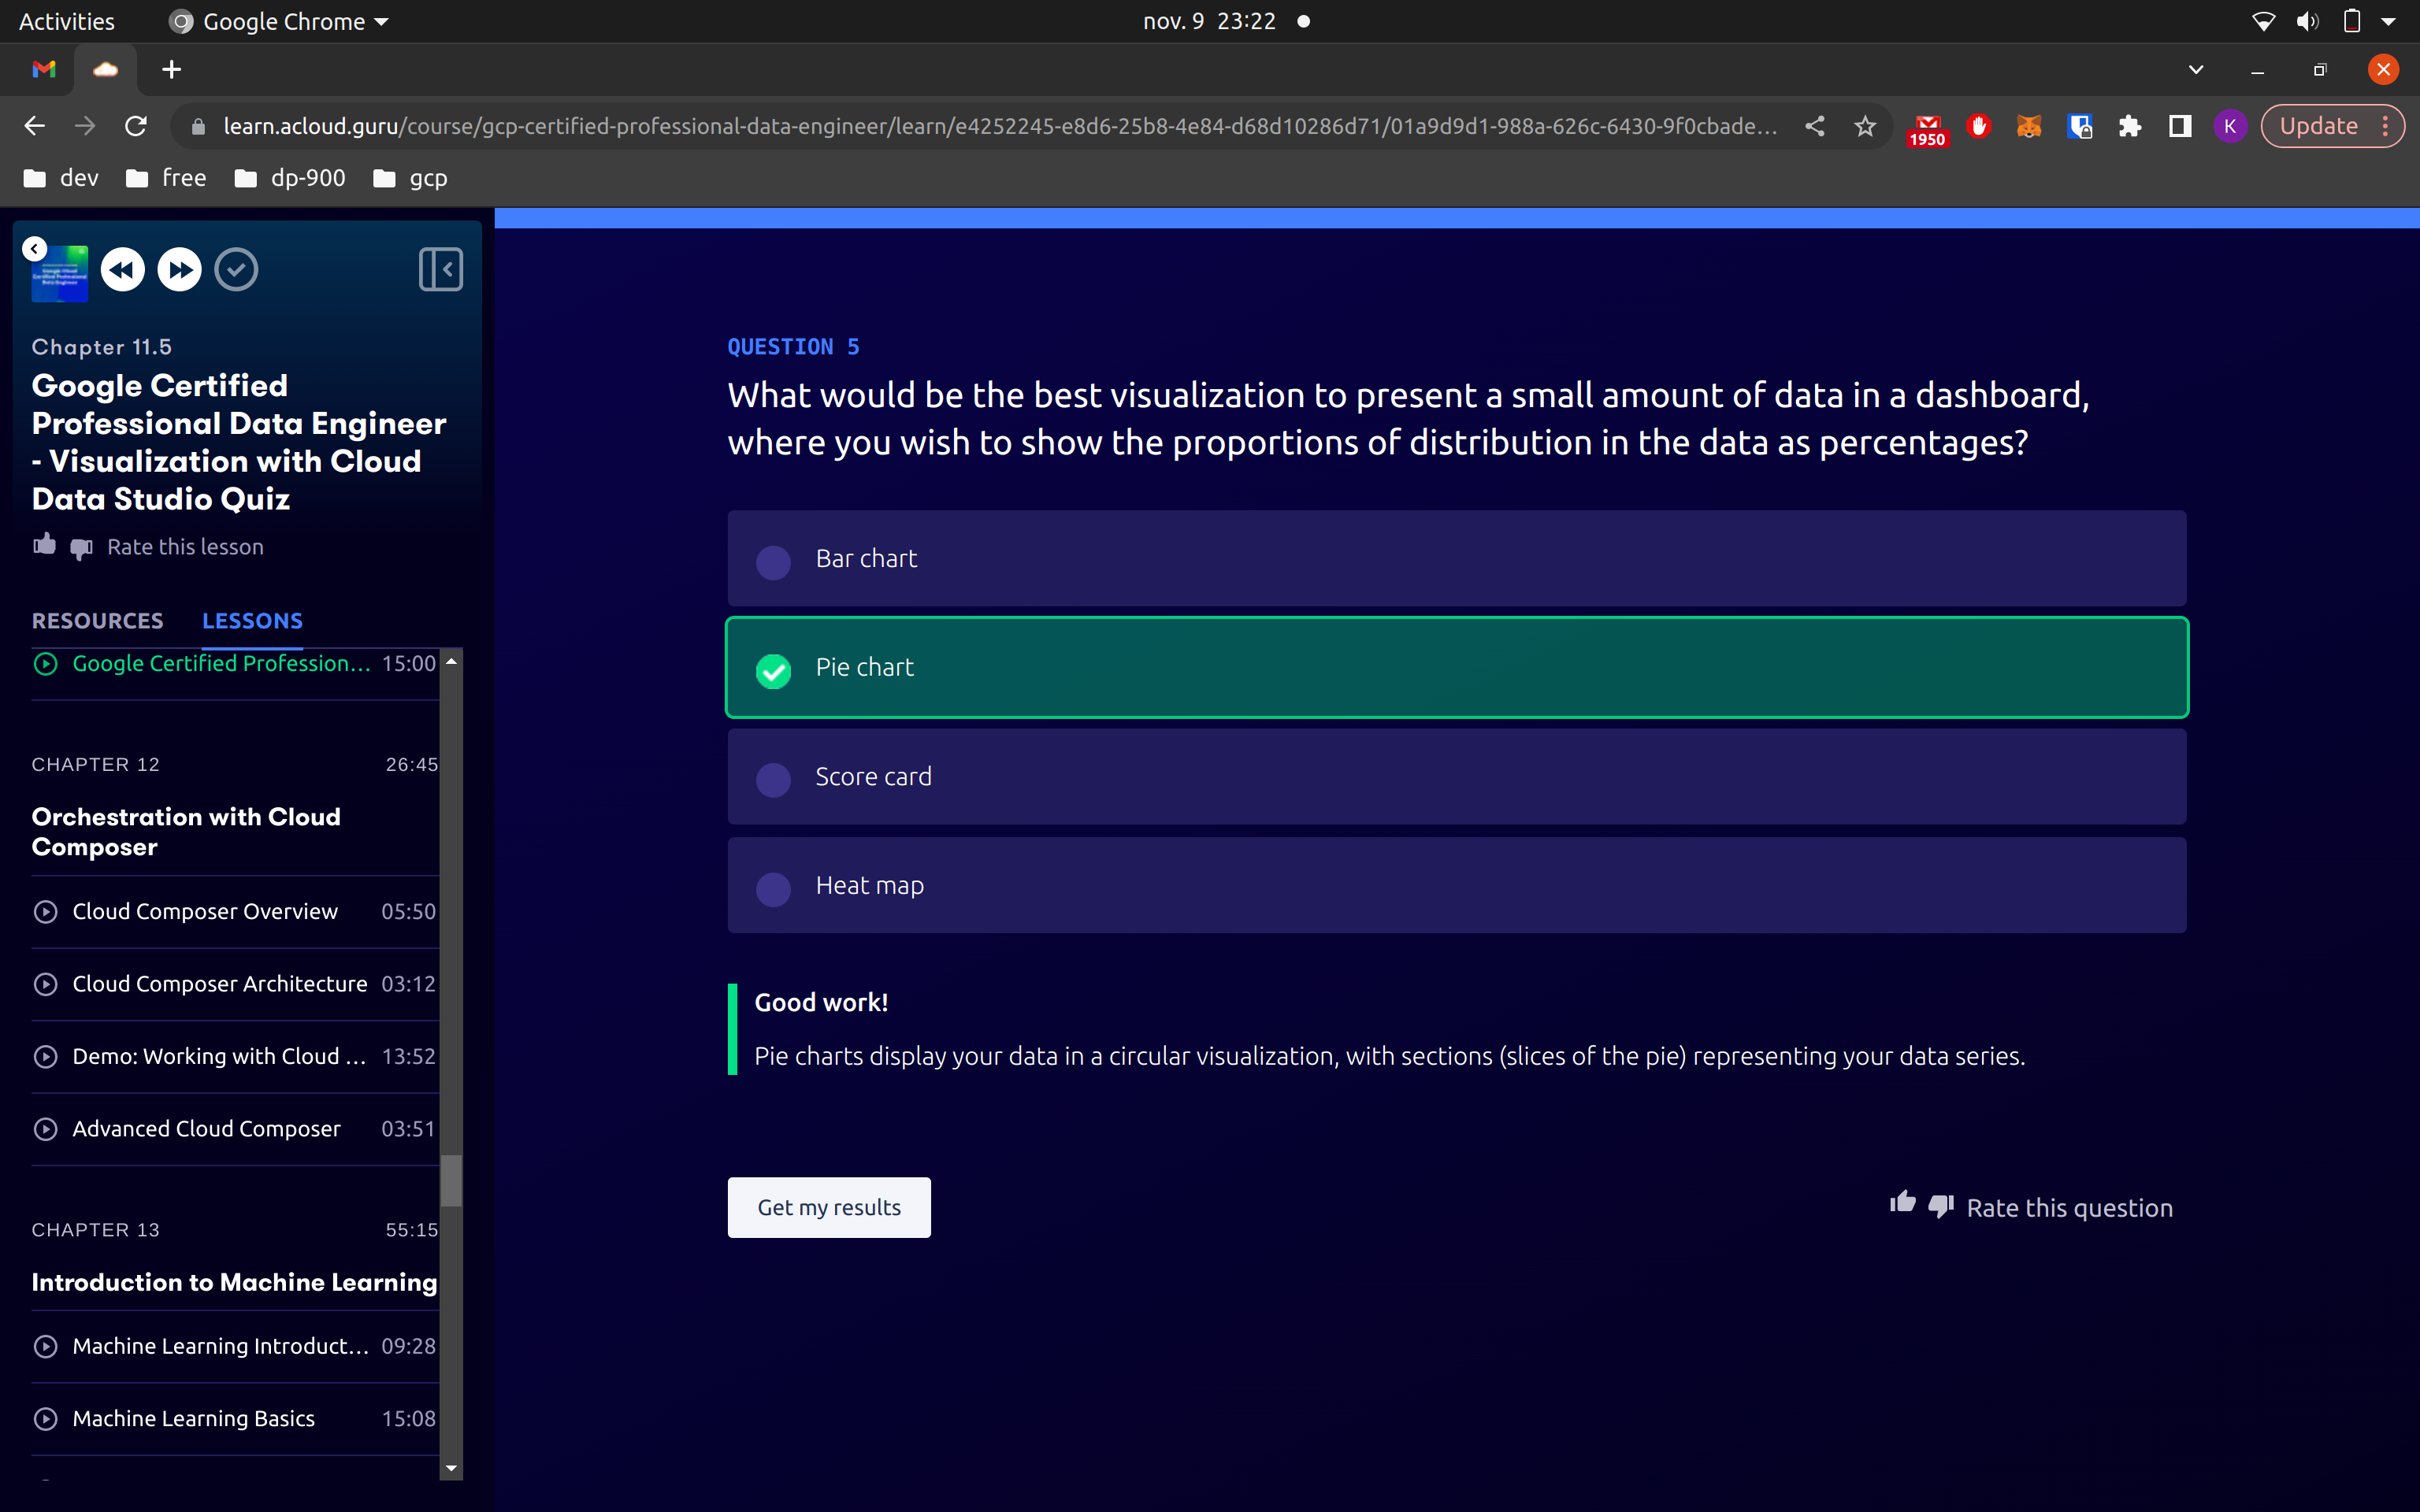 Activities
Google Chrome
nov. 9 23:22
learn.acloud.guru/course/gcp-certified-professional-data-engineer/learn/e4252245-e8d6-25b8-4e84-d68d10286d71/01a9d9d1-988a-626c-6430-9f0cbade...
1950
K
Update
dev
free
dp-900
gcp
Chapter 11.5
Google Certified
Professional Data Engineer
- Visualization with Cloud
Data Studio Quiz
Rate this lesson
RESOURCES
LESSONS
Google Certified Profession... 15:00
CHAPTER 12 26:45
Orchestration with Cloud
Composer
Cloud Composer Overview 05:50
Cloud Composer Architecture 03:12
Demo: Working with Cloud ... 13:52
Advanced Cloud Composer 03:51
CHAPTER 13 55:15
Introduction to Machine Learning
Machine Learning Introduct... 09:28
Machine Learning Basics 15:08
QUESTION 5
What would be the best visualization to present a small amount of data in a dashboard,
where you wish to show the proportions of distribution in the data as percentages?
Bar chart
Pie chart
Score card
Heat map
Good work!
Pie charts display your data in a circular visualization, with sections (slices of the pie) representing your data series.
Get my results
Rate this question